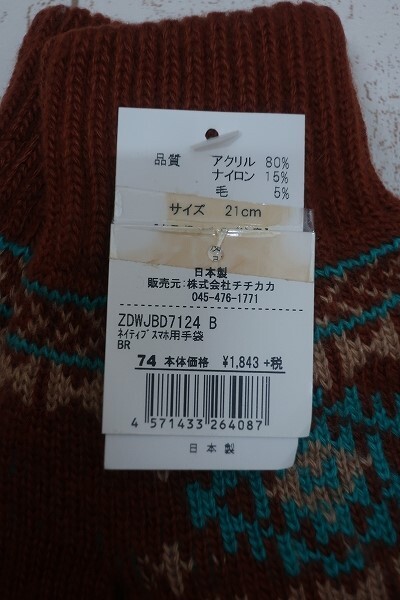 品質 アクリル 80%
ナイロン 15%
毛 5%
サイズ 21cm
日本製
販売元:株式会社チチカカ
045-476-1771
ZDWJBD7124 B
ネイティブスマホ用手袋
BR
74 本体価格 ¥1,843 +税
4 571433 264087
日本製